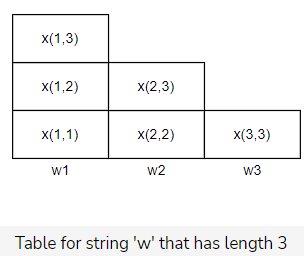 x(1,3)
x(1,2) x(2,3)
x(1,1) x(2,2) x(3,3)
w1 w2 w3
Table for string 'w' that has length 3